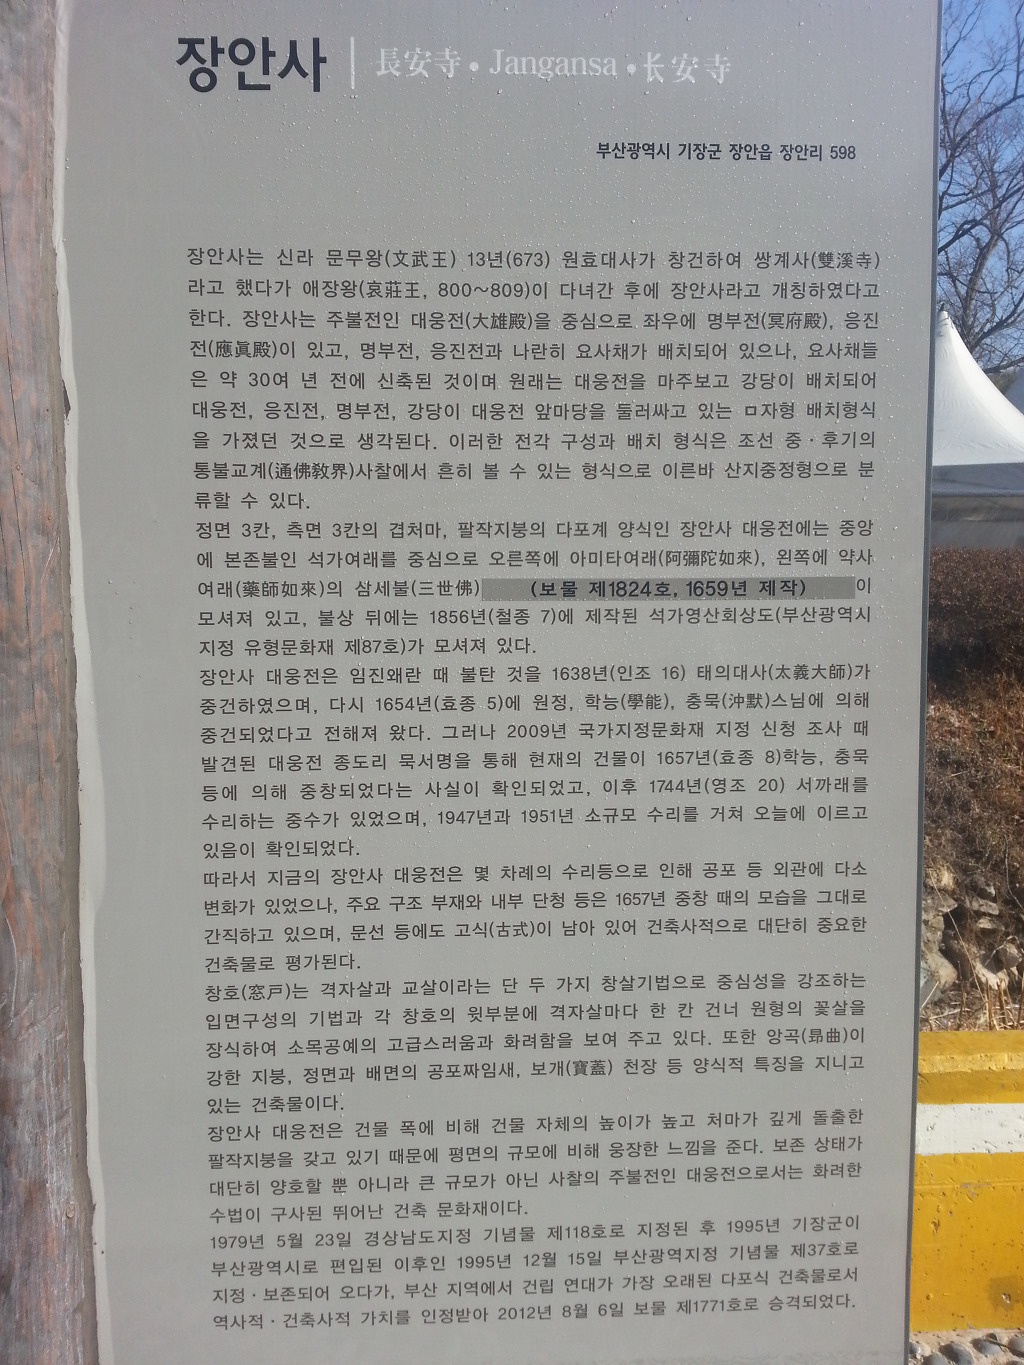 장안사 | 長安寺 • Jangansa • 长安寺
부산광역시 기장군 장안읍 장안리 598
장안사는 신라 문무왕(文武王) 13년(673) 원효대사가 창건하여 쌍계사(雙溪寺)
라고 했다가 애장왕(哀莊王, 800～809)이 다녀간 후에 장안사라고 개칭하였다고
한다. 장안사는 주불전인 대웅전(大雄殿)을 중심으로 좌우에 명부전(冥府殿), 응진
전(應眞殿)이 있고, 명부전, 응진전과 나란히 요사채가 배치되어 있으나, 요사채들
은 약 30여 년 전에 신축된 것이며 원래는 대웅전을 마주보고 강당이 배치되어
대웅전, 응진전, 명부전, 강당이 대웅전 앞마당을 둘러싸고 있는 ㅁ자형 배치형식
을 가졌던 것으로 생각된다. 이러한 전각 구성과 배치 형식은 조선 중·후기의
통불교계(通佛敎界)사찰에서 흔히 볼 수 있는 형식으로 이른바 산지중정형으로 분
류할 수 있다.
정면 3칸, 측면 3칸의 겹처마, 팔작지붕의 다포계 양식인 장안사 대웅전에는 중앙
에 본존불인 석가여래를 중심으로 오른쪽에 아미타여래(阿彌陀如來), 왼쪽에 약사
여래(藥師如來)의 삼세불(三世佛) (보물 제1824호, 1659년 제작) 이
모셔져 있고, 불상 뒤에는 1856년(철종 7)에 제작된 석가영산회상도(부산광역시
지정 유형문화재 제87호)가 모셔져 있다.
장안사 대웅전은 임진왜란 때 불탄 것을 1638년(인조 16) 태의대사(太義大師)가
중건하였으며, 다시 1654년(효종 5)에 원정, 학능(學能), 충묵(沖默)스님에 의해
중건되었다고 전해져 왔다. 그러나 2009년 국가지정문화재 지정 신청 조사 때
발견된 대웅전 종도리 묵서명을 통해 현재의 건물이 1657년(효종 8)학능, 충묵
등에 의해 중창되었다는 사실이 확인되었고, 이후 1744년(영조 20) 서까래를
수리하는 중수가 있었으며, 1947년과 1951년 소규모 수리를 거쳐 오늘에 이르고
있음이 확인되었다.
따라서 지금의 장안사 대웅전은 몇 차례의 수리등으로 인해 공포 등 외관에 다소
변화가 있었으나, 주요 구조 부재와 내부 단청 등은 1657년 중창 때의 모습을 그대로
간직하고 있으며, 문선 등에도 고식(古式)이 남아 있어 건축사적으로 대단히 중요한
건축물로 평가된다.
창호(窓戶)는 격자살과 교살이라는 단 두 가지 창살기법으로 중심성을 강조하는
입면구성의 기법과 각 창호의 윗부분에 격자살마다 한 칸 건너 원형의 꽃살을
장식하여 소목공예의 고급스러움과 화려함을 보여 주고 있다. 또한 앙곡(昻曲)이
강한 지붕, 정면과 배면의 공포짜임새, 보개(寶蓋) 천장 등 양식적 특징을 지니고
있는 건축물이다.
장안사 대웅전은 건물 폭에 비해 건물 자체의 높이가 높고 처마가 깊게 돌출한
팔작지붕을 갖고 있기 때문에 평면의 규모에 비해 웅장한 느낌을 준다. 보존 상태가
대단히 양호할 뿐 아니라 큰 규모가 아닌 사찰의 주불전인 대웅전으로서는 화려한
수법이 구사된 뛰어난 건축 문화재이다.
1979년 5월 23일 경상남도지정 기념물 제118호로 지정된 후 1995년 기장군이
부산광역시로 편입된 이후인 1995년 12월 15일 부산광역지정 기념물 제37호로
지정·보존되어 오다가, 부산 지역에서 건립 연대가 가장 오래된 다포식 건축물로서
역사적·건축사적 가치를 인정받아 2012년 8월 6일 보물 제1771호로 승격되었다.